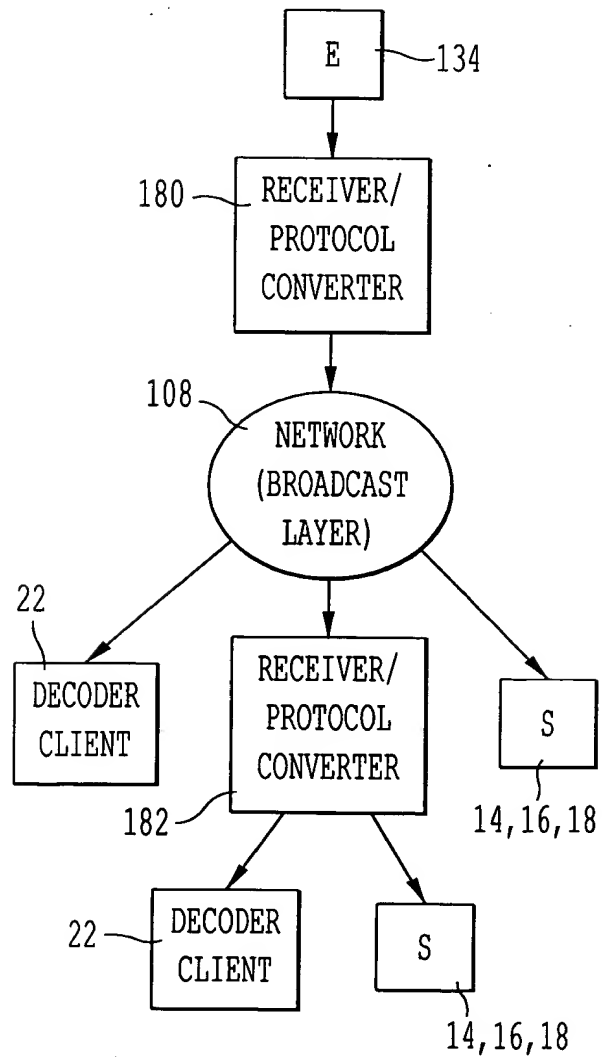 E
134
180
RECEIVER/
PROTOCOL
CONVERTER
108
NETWORK
(BROADCAST
LAYER)
22
DECODER
CLIENT
RECEIVER/
PROTOCOL
CONVERTER
182
S
14,16,18
22
DECODER
CLIENT
S
14,16,18